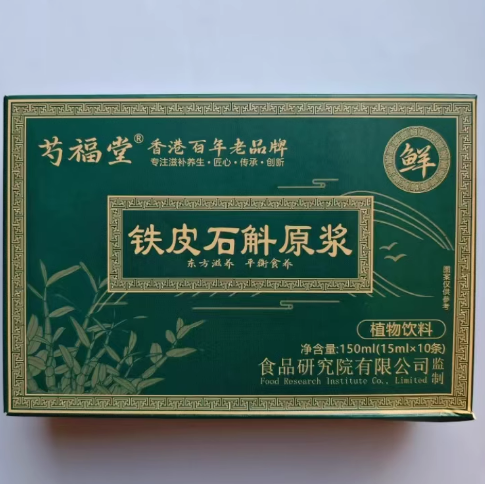 芍福堂® 香港百年老品牌
专注滋补养生·匠心·传承·创新
鲜
铁皮石斛原浆
东方滋养 平衡食养
图案仅供参考
植物饮料
净含量:150ml(15ml×10条)
食品研究院有限公司监制
Food Research Institute Co., Limited